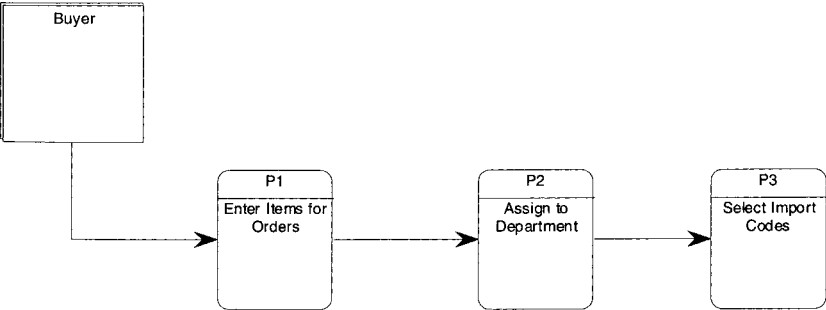 Buyer
P1
Enter Items for
Orders
P2
Assign to
Department
P3
Select Import
Codes